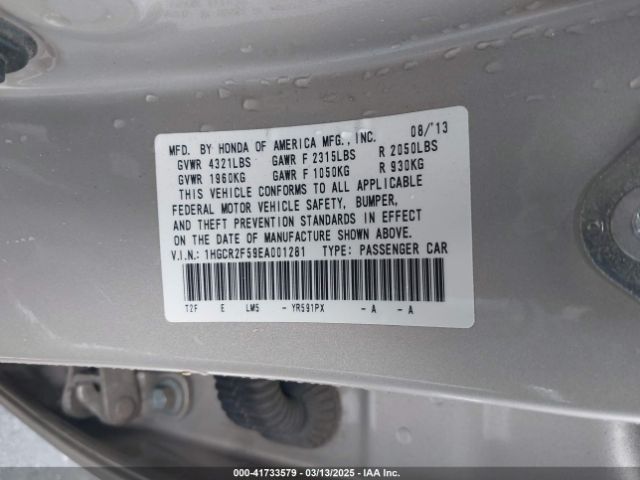 MFD. BY HONDA OF AMERICA MFG., INC. 08/'13
GVWR 4321LBS GAWR F 2315LBS R 2050LBS
GVWR 1960KG GAWR F 1050KG R 930KG
THIS VEHICLE CONFORMS TO ALL APPLICABLE
FEDERAL MOTOR VEHICLE SAFETY, BUMPER,
AND THEFT PREVENTION STANDARDS IN EFFECT
ON THE DATE OF MANUFACTURE SHOWN ABOVE.
V.I.N.: 1HGCR2F59EA001281 TYPE: PASSENGER CAR
T2F E LM5 - YR591PX - A - A
000-41733579 | 03/13/2025 | IAA Inc.